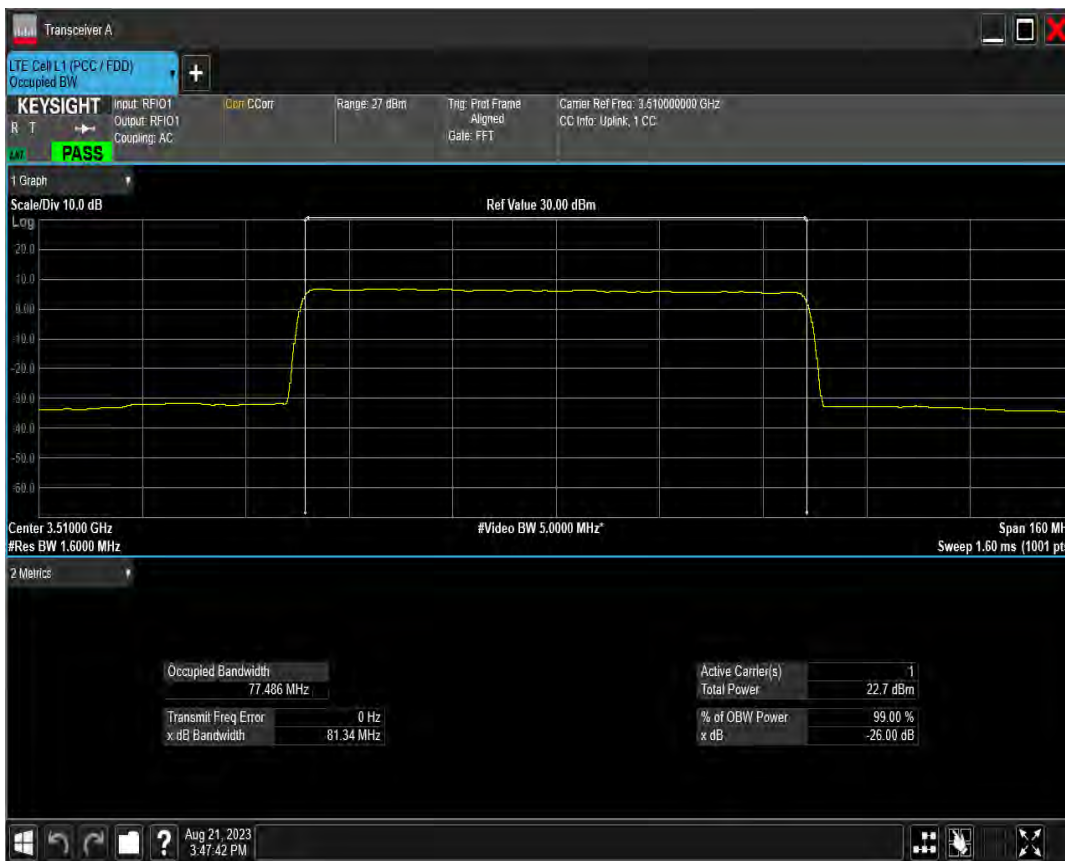 Transceiver A
LTE Cell L1 (PCC / FDD)
Occupied BW
+
KEYSIGHT
R T
PASS
Input: RFIO1
Output: RFIO1
Coupling: AC
Corr CCorr
Range: 27 dBm
Trig: Prot Frame
Aligned
Gate: FFT
Carrier Ref Freq: 3.510000000 GHz
CC Info: Uplink, 1 CC
1 Graph
Scale/Div 10.0 dB
Ref Value 30.00 dBm
Log
20.0
10.0
0.00
-10.0
-20.0
-30.0
-40.0
-50.0
-60.0
Center 3.51000 GHz
#Video BW 5.0000 MHz*
Span 160 MH
#Res BW 1.6000 MHz
Sweep 1.60 ms (1001 pts
2 Metrics
Occupied Bandwidth
77.486 MHz
Transmit Freq Error 0 Hz
x dB Bandwidth 81.34 MHz
Active Carrier(s) 1
Total Power 22.7 dBm
% of OBW Power 99.00 %
x dB -26.00 dB
?
Aug 21, 2023
3:47:42 PM